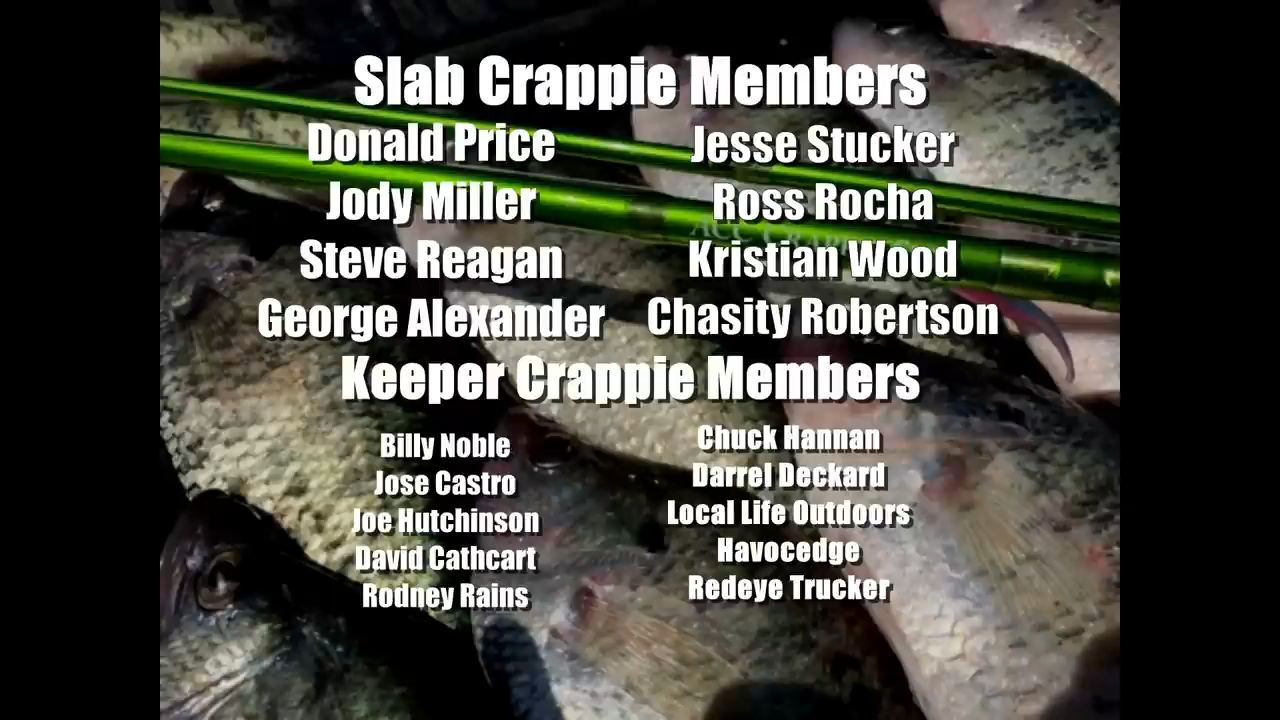 Slab Crappie Members
Donald Price
Jesse Stucker
Jody Miller
Ross Rocha
Steve Reagan
Kristian Wood
George Alexander
Chasity Robertson
Keeper Crappie Members
Billy Noble
Jose Castro
Joe Hutchinson
David Cathcart
Rodney Rains
Chuck Hannan
Darrel Deckard
Local Life Outdoors
Havocedge
Redeye Trucker